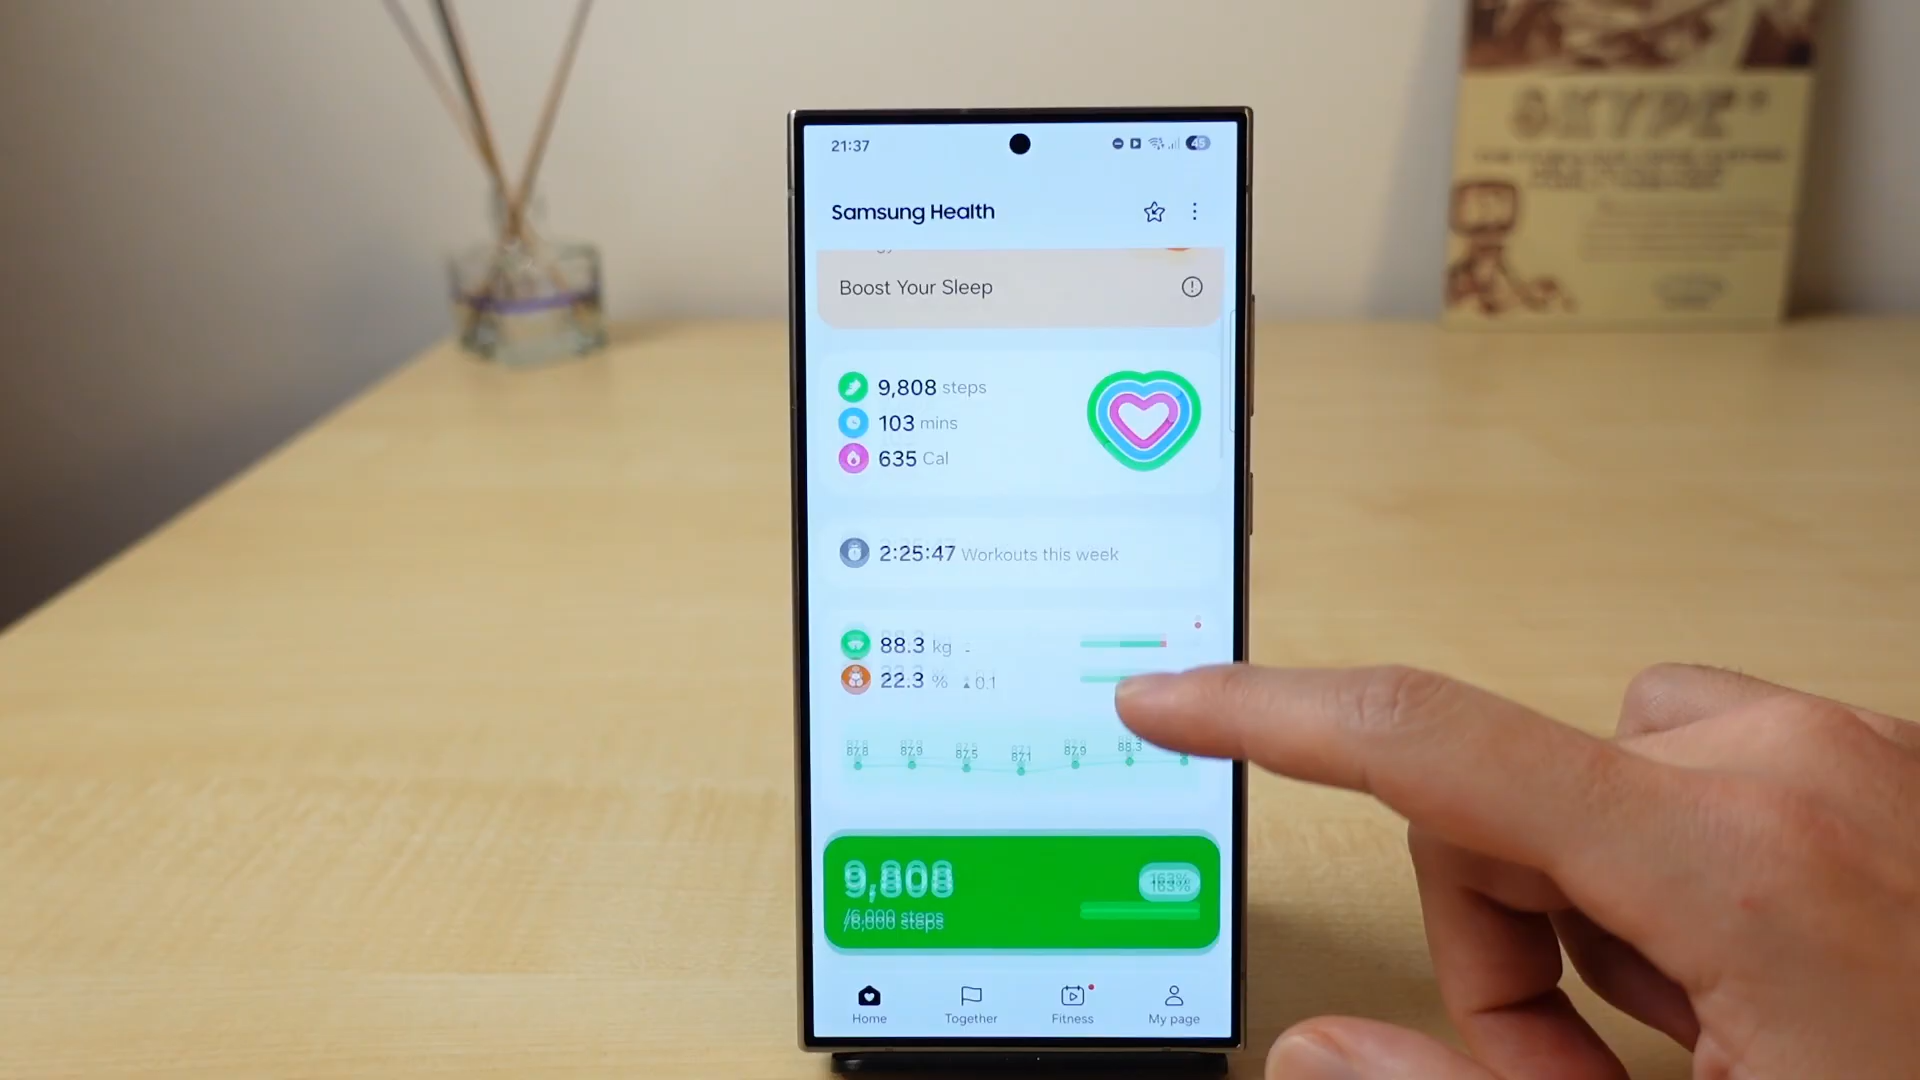 21:37
45
Samsung Health
Boost Your Sleep
9,808 steps
103 mins
635 Cal
2:25:47 Workouts this week
88.3 kg -
22.3 % ▲ 0.1
87.8 87.9 87.5 87.1 87.9 88.3
9,808
163%
/6,000 steps
Home Together Fitness My page
SKYPE